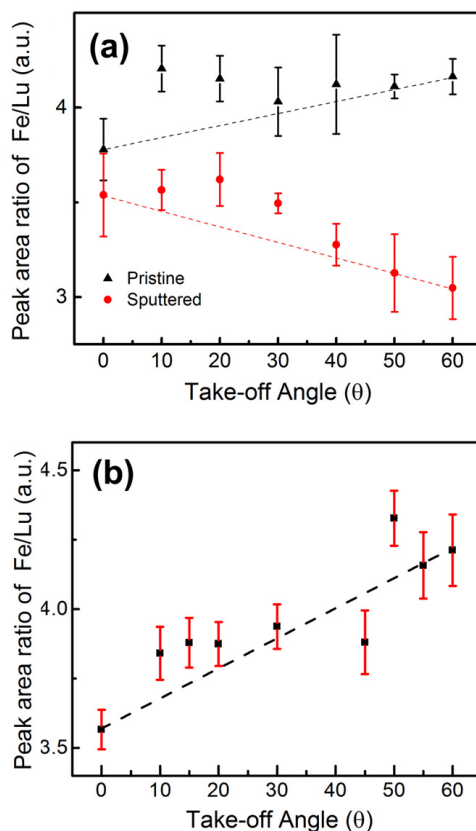 (a)
Peak area ratio of Fe/Lu (a.u.)
4
3
Pristine
Sputtered
0 10 20 30 40 50 60
Take-off Angle (θ)
(b)
Peak area ratio of Fe/Lu (a.u.)
4.5
4.0
3.5
0 10 20 30 40 50 60
Take-off Angle (θ)